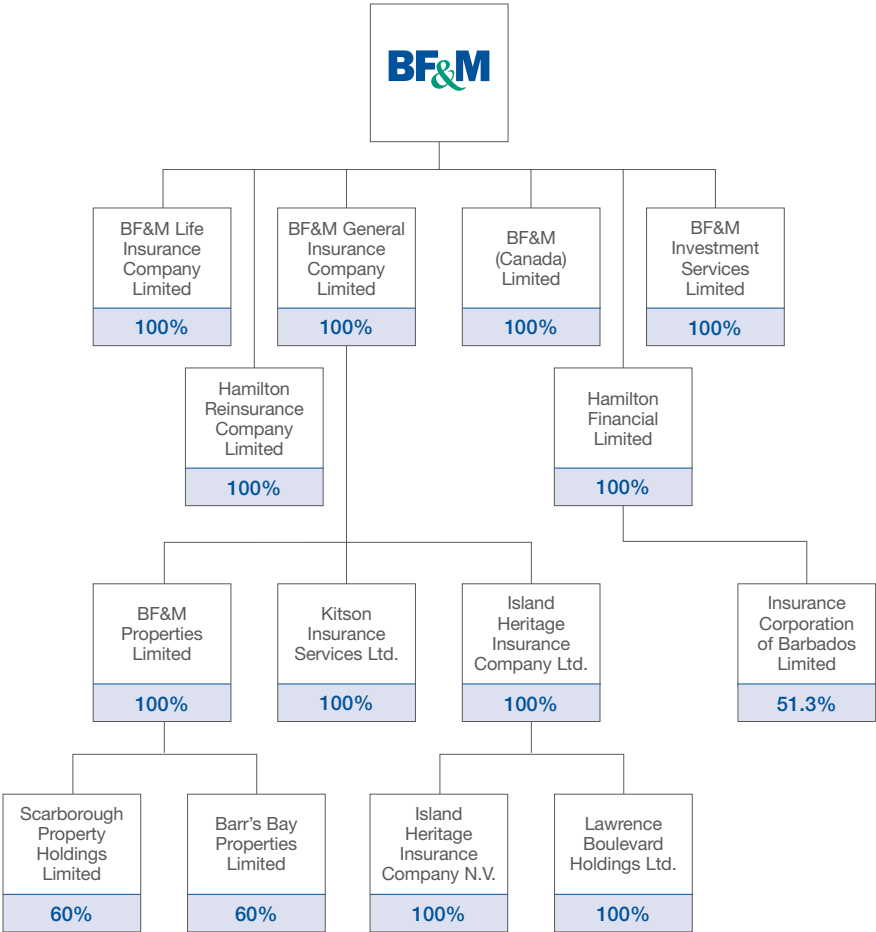 BF&M
BF&M Life
Insurance
Company
Limited
100%
BF&M General
Insurance
Company
Limited
100%
BF&M
(Canada)
Limited
100%
BF&M
Investment
Services
Limited
100%
Hamilton
Reinsurance
Company
Limited
100%
Hamilton
Financial
Limited
100%
BF&M
Properties
Limited
100%
Kitson
Insurance
Services Ltd.
100%
Island
Heritage
Insurance
Company Ltd.
100%
Insurance
Corporation
of Barbados
Limited
51.3%
Scarborough
Property
Holdings
Limited
60%
Barr's Bay
Properties
Limited
60%
Island
Heritage
Insurance
Company N.V.
100%
Lawrence
Boulevard
Holdings Ltd.
100%